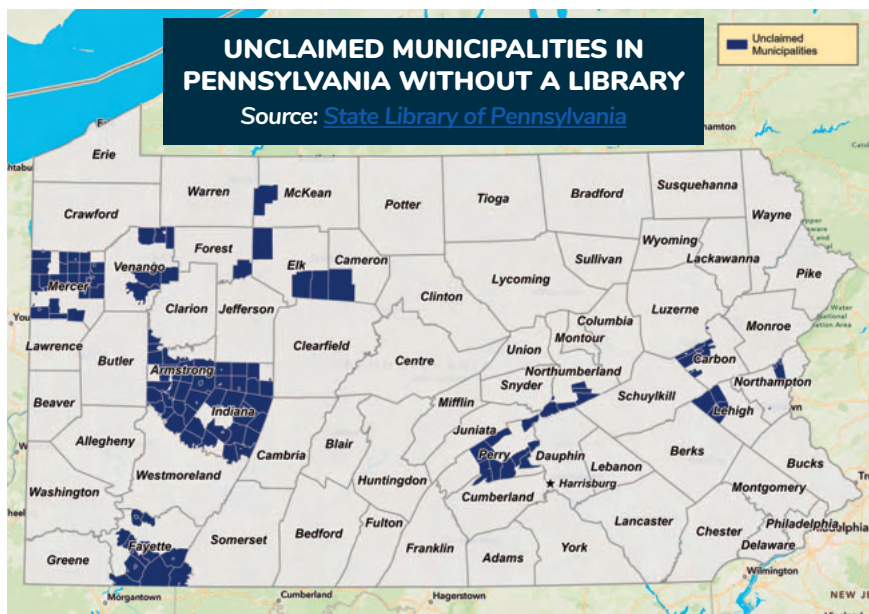 UNCLAIMED MUNICIPALITIES IN
PENNSYLVANIA WITHOUT A LIBRARY
Source: State Library of Pennsylvania
Unclaimed
Municipalities
Erie
Crawford
Warren
McKean
Potter
Tioga
Bradford
Susquehanna
Wayne
Wyoming
Lackawanna
Pike
Mercer
Venango
Forest
Elk
Cameron
Sullivan
Lycoming
Clinton
Clarion
Jefferson
Luzerne
Monroe
Columbia
Montour
Lawrence
Butler
Clearfield
Centre
Union
Northumberland
Snyder
Carbon
Northampton
Armstrong
Indiana
Mifflin
Schuylkill
Lehigh
Beaver
Allegheny
Juniata
Perry
Dauphin
Lebanon
Berks
Bucks
Cambria
Blair
Huntingdon
Westmoreland
Cumberland
Harrisburg
Montgomery
Washington
Lancaster
Chester
Philadelphia
Delaware
Fayette
Greene
Somerset
Bedford
Fulton
Franklin
Adams
York
Wilmington
Morgantown
Cumberland
Hagerstown
NEW JE